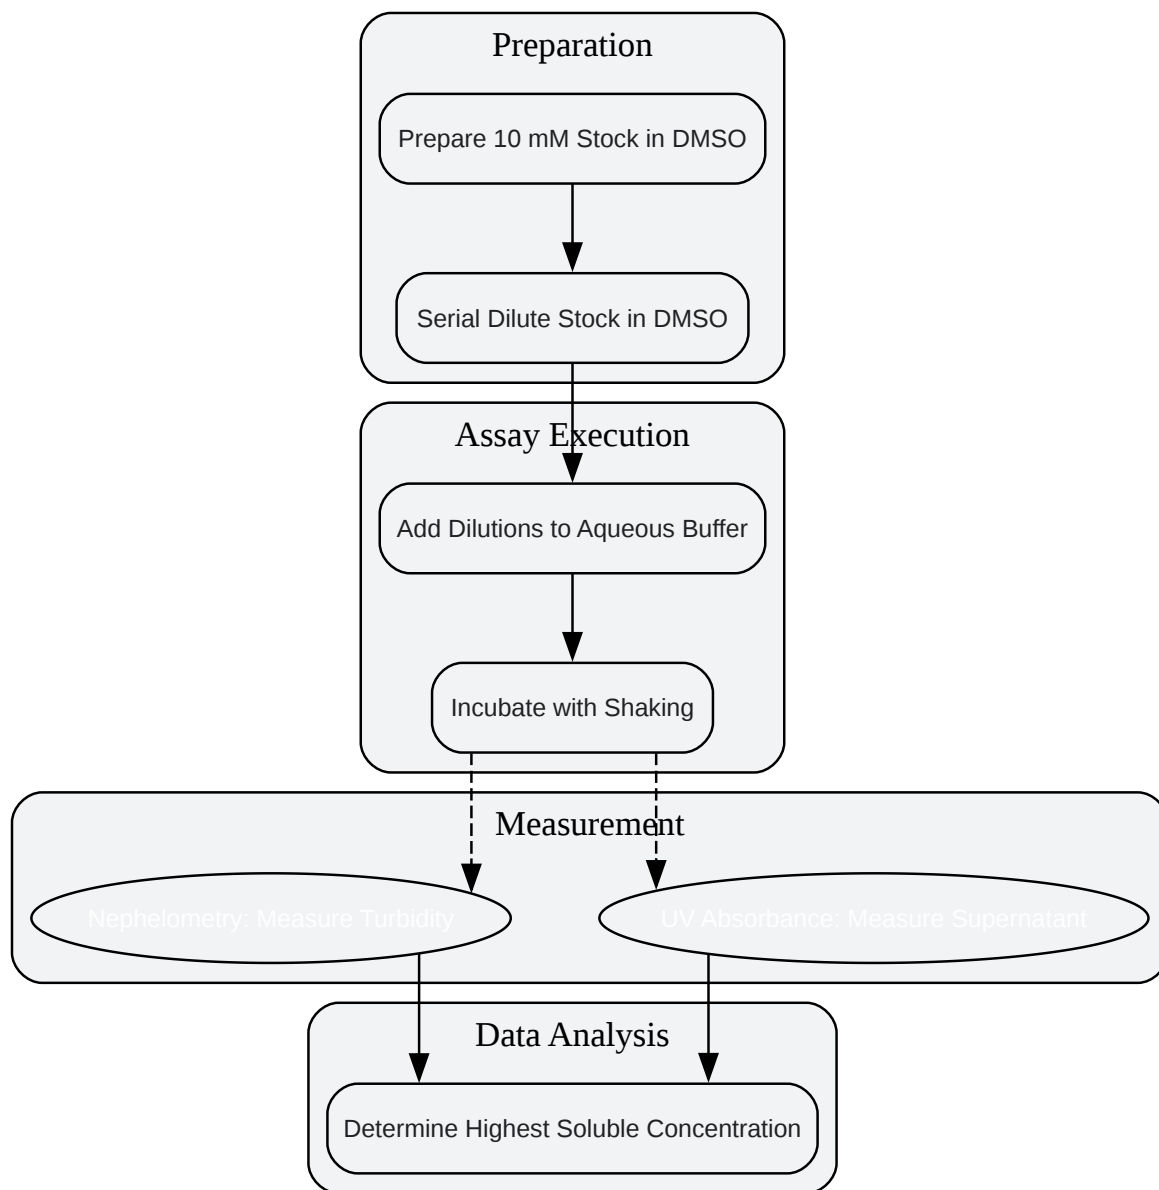 Preparation
Prepare 10 mM Stock in DMSO
Serial Dilute Stock in DMSO
Assay Execution
Add Dilutions to Aqueous Buffer
Incubate with Shaking
Measurement
Nephelometry: Measure Turbidity
UV Absorbance: Measure Supernatant
Data Analysis
Determine Highest Soluble Concentration